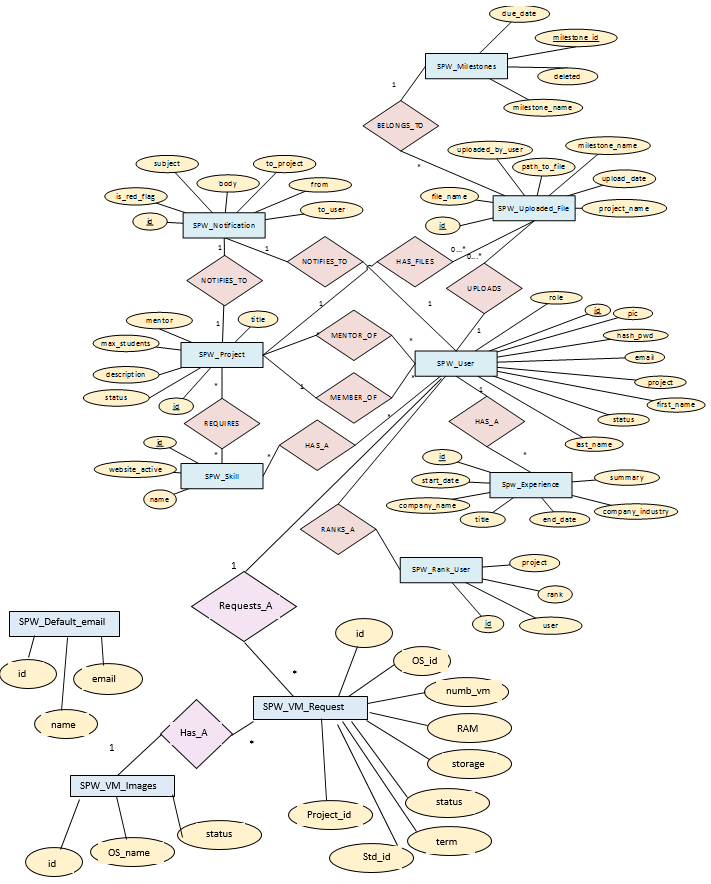 due_date
milestone_id
SPW_Milestones
deleted
1
milestone_name
BELONGS_TO
uploaded_by_user
milestone_name
subject
to_project
path_to_file
*
body
from
upload_date
is_red_flag
file_name
to_user
SPW_Uploaded_File
project_name
id
SPW_Notification
id
1
1
0...*
NOTIFIES_TO
HAS_FILES
0...*
NOTIFIES_TO
UPLOADS
role
1
1
id
pic
mentor
title
1
1
hash_pwd
max_students
MENTOR_OF
*
*
SPW_Project
email
SPW_User
description
project
*
1
*
1
status
MEMBER_OF
id
first_name
*
status
REQUIRES
HAS_A
id
HAS_A
last_name
*
*
*
id
website_active
SPW_Skill
start_date
summary
Spw_Experience
name
company_name
company_industry
title
end_date
RANKS_A
project
1
SPW_Rank_User
rank
Requests_A
id
user
SPW_Default_email
id
OS_id
id
email
*
numb_vm
SPW_VM_Request
name
RAM
Has_A
1
*
storage
SPW_VM_Images
status
Project_id
status
term
OS_name
Std_id
id